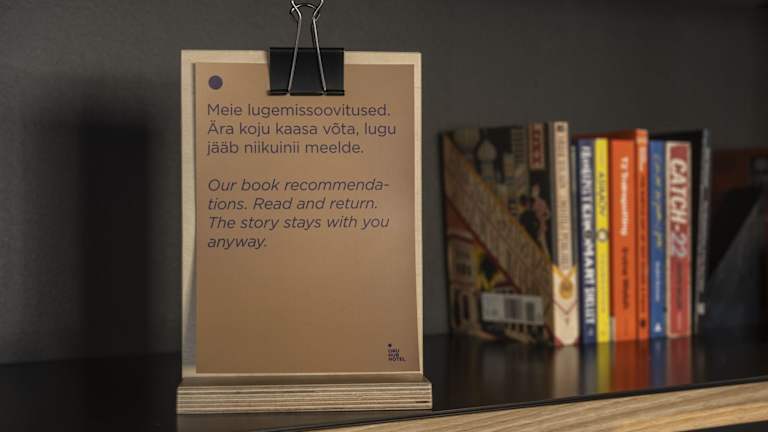 Meie lugemissoovitused.
Ära koju kaasa võta, lugu
jääb niikuinii meelde.
Our book recommenda-
tions. Read and return.
The story stays with you
anyway.
HOTEL
CATCH-22